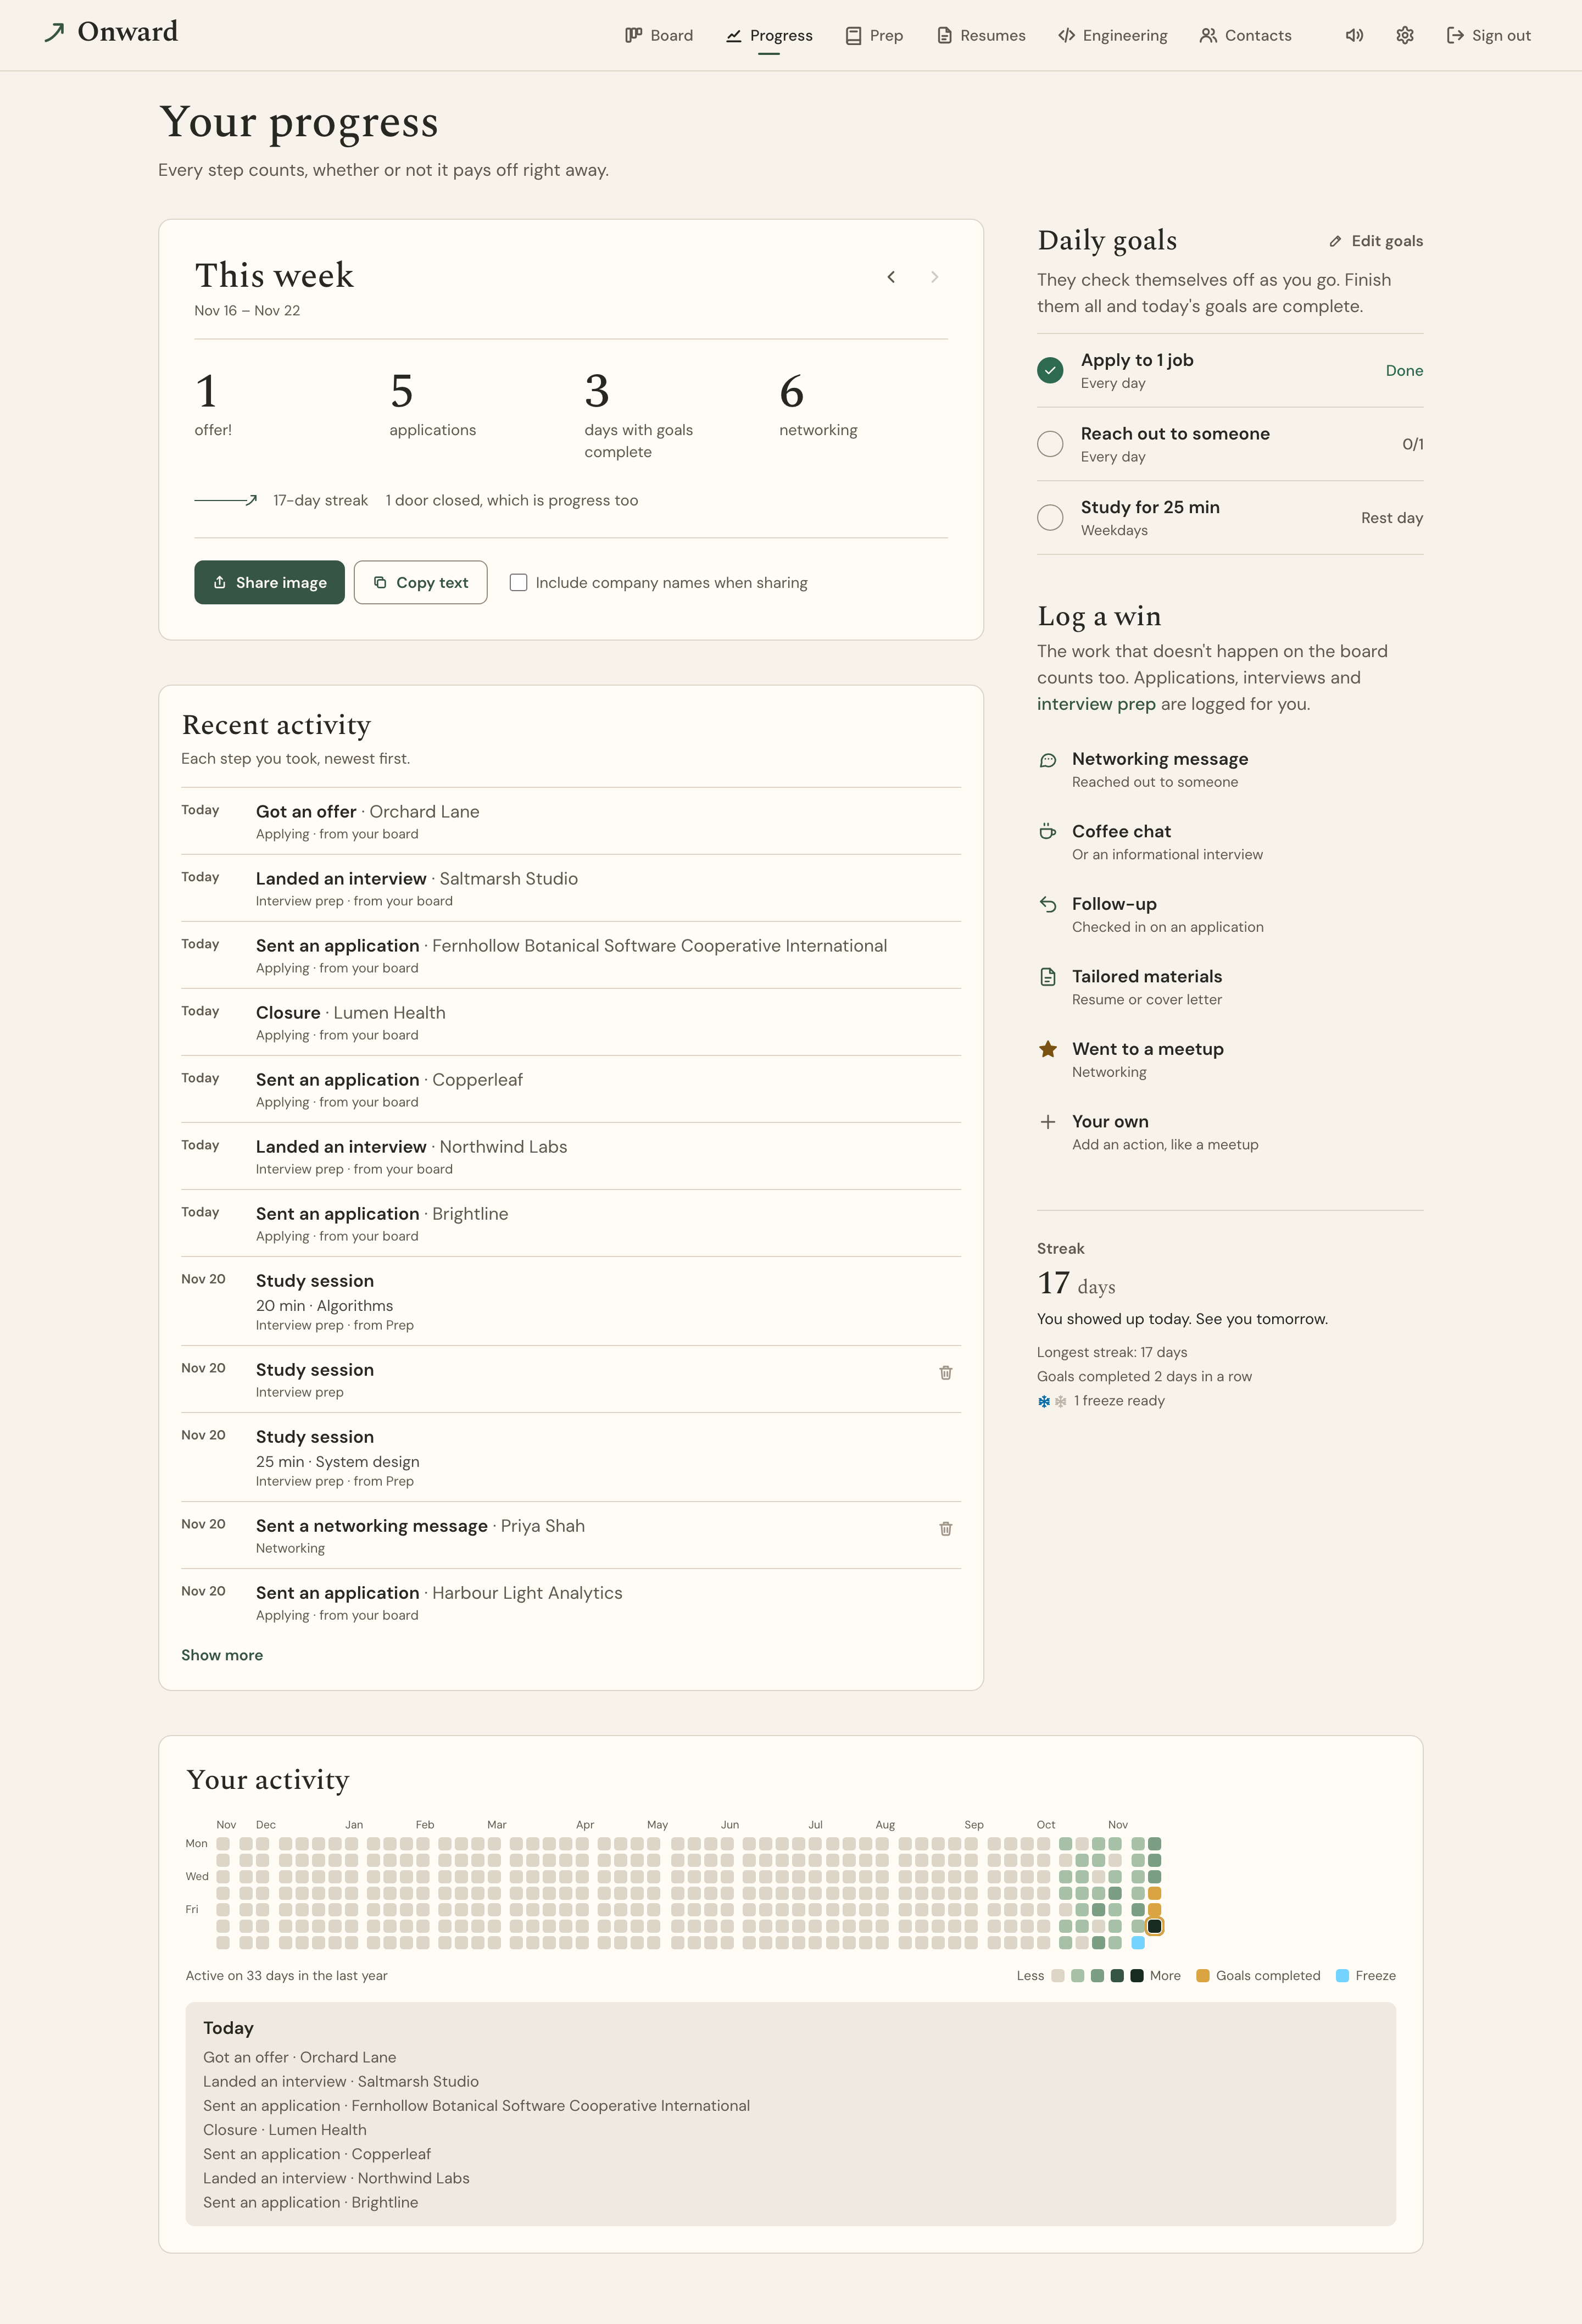 Onward
Board
Progress
Prep
Resumes
Engineering
Contacts
Sign out
Your progress
Every step counts, whether or not it pays off right away.
This week
Nov 16 – Nov 22
1
offer!
5
applications
3
days with goals
complete
6
networking
17-day streak
1 door closed, which is progress too
Share image
Copy text
Include company names when sharing
Daily goals
Edit goals
They check themselves off as you go. Finish
them all and today's goals are complete.
Apply to 1 job
Every day
Done
Reach out to someone
Every day
0/1
Study for 25 min
Weekdays
Rest day
Log a win
The work that doesn't happen on the board
counts too. Applications, interviews and
interview prep are logged for you.
Networking message
Reached out to someone
Coffee chat
Or an informational interview
Follow-up
Checked in on an application
Tailored materials
Resume or cover letter
Went to a meetup
Networking
Your own
Add an action, like a meetup
Streak
17 days
You showed up today. See you tomorrow.
Longest streak: 17 days
Goals completed 2 days in a row
1 freeze ready
Recent activity
Each step you took, newest first.
Today
Got an offer · Orchard Lane
Applying · from your board
Today
Landed an interview · Saltmarsh Studio
Interview prep · from your board
Today
Sent an application · Fernhollow Botanical Software Cooperative International
Applying · from your board
Today
Closure · Lumen Health
Applying · from your board
Today
Sent an application · Copperleaf
Applying · from your board
Today
Landed an interview · Northwind Labs
Interview prep · from your board
Today
Sent an application · Brightline
Applying · from your board
Nov 20
Study session
20 min · Algorithms
Interview prep · from Prep
Nov 20
Study session
Interview prep
Nov 20
Study session
25 min · System design
Interview prep · from Prep
Nov 20
Sent a networking message · Priya Shah
Networking
Nov 20
Sent an application · Harbour Light Analytics
Applying · from your board
Show more
Your activity
Nov Dec Jan Feb Mar Apr May Jun Jul Aug Sep Oct Nov
Mon
Wed
Fri
Active on 33 days in the last year
Less
More
Goals completed
Freeze
Today
Got an offer · Orchard Lane
Landed an interview · Saltmarsh Studio
Sent an application · Fernhollow Botanical Software Cooperative International
Closure · Lumen Health
Sent an application · Copperleaf
Landed an interview · Northwind Labs
Sent an application · Brightline